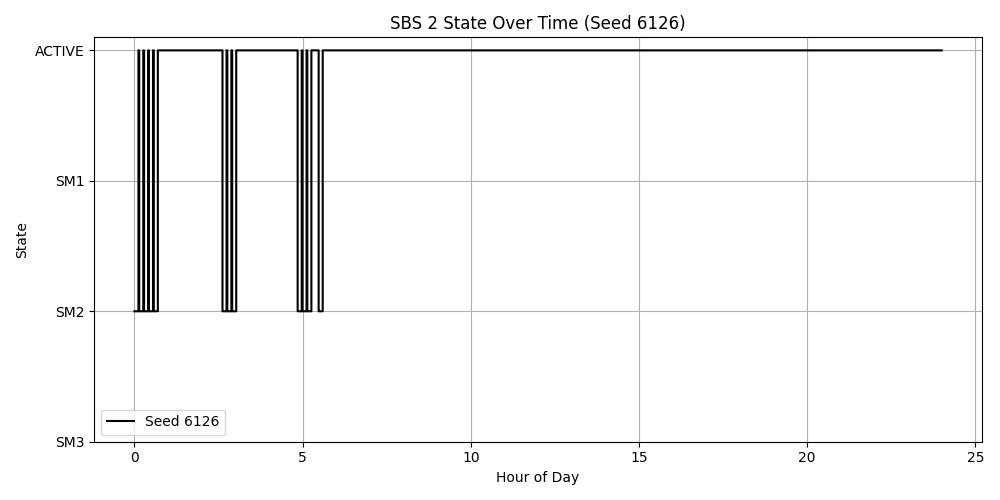 SBS 2 State Over Time (Seed 6126)
ACTIVE
SM1
SM2
SM3
State
Seed 6126
0 5 10 15 20 25
Hour of Day